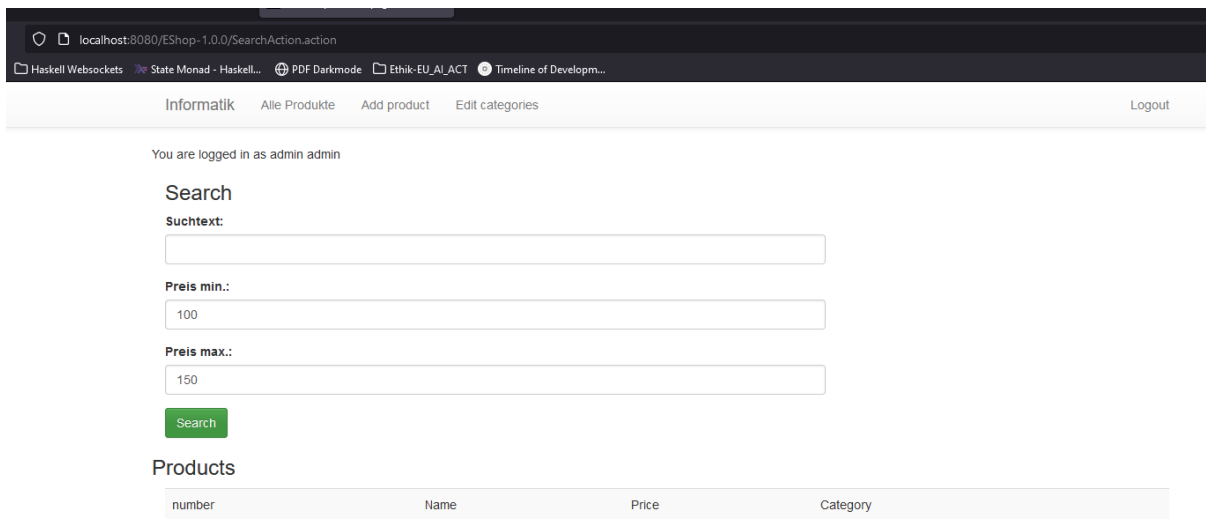 localhost:8080/EShop-1.0.0/SearchAction.action
Haskell Websockets State Monad - Haskell... PDF Darkmode Ethik-EU_AI_ACT Timeline of Developm...
Informatik Alle Produkte Add product Edit categories Logout
You are logged in as admin admin
Search
Suchtext:
Preis min.:
100
Preis max.:
150
Search
Products
number Name Price Category